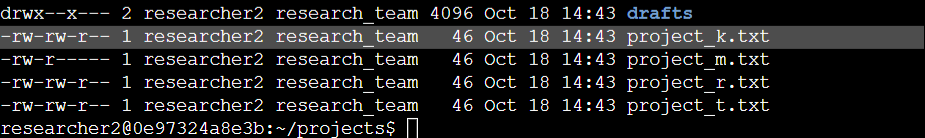 drwx--x--- 2 researcher2 research_team 4096 Oct 18 14:43 drafts
-rw-rw-r-- 1 researcher2 research_team   46 Oct 18 14:43 project_k.txt
-rw-r----- 1 researcher2 research_team   46 Oct 18 14:43 project_m.txt
-rw-rw-r-- 1 researcher2 research_team   46 Oct 18 14:43 project_r.txt
-rw-rw-r-- 1 researcher2 research_team   46 Oct 18 14:43 project_t.txt
researcher2@0e97324a8e3b:~/projects$